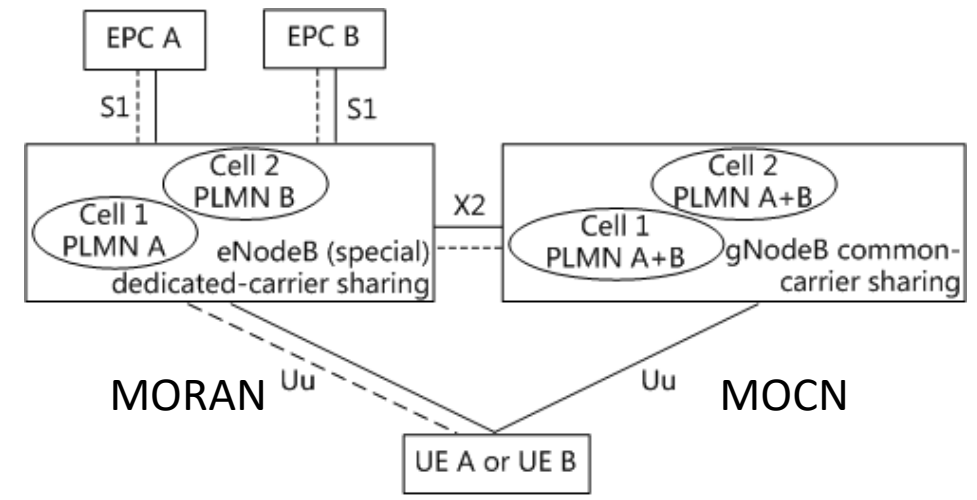 EPC A
EPC B
S1
S1
Cell 2
PLMN B
Cell 1
PLMN A
eNodeB (special)
dedicated-carrier sharing
X2
Cell 2
PLMN A+B
Cell 1
PLMN A+B
gNodeB common-
carrier sharing
MORAN
Uu
Uu
MOCN
UE A or UE B